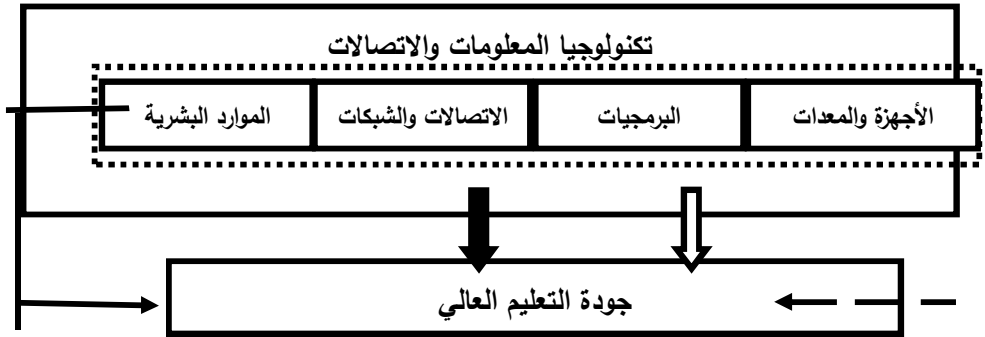 تكنولوجيا المعلومات والاتصالات
الأجهزة والمعدات
البرمجيات
الاتصالات والشبكات
الموارد البشرية
جودة التعليم العالي